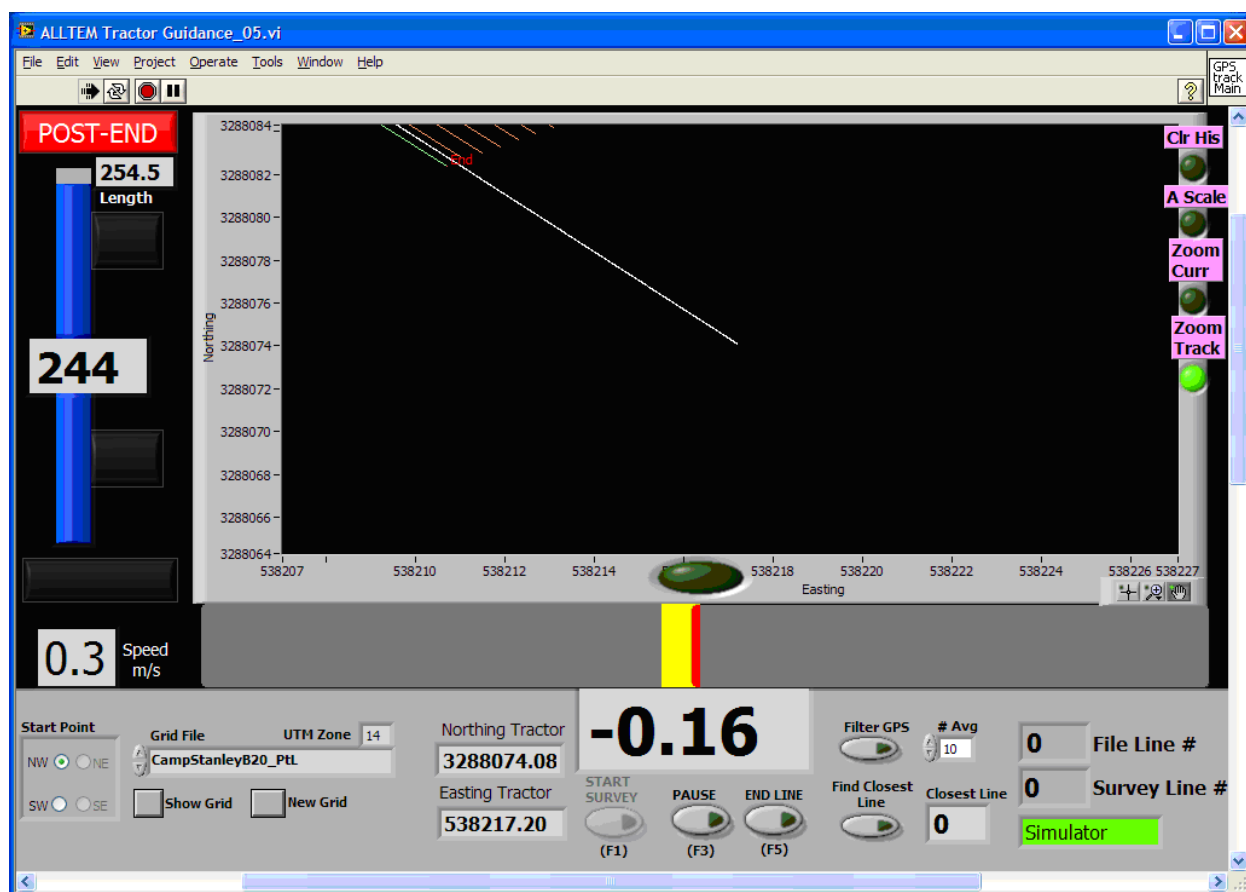 ALLTEM Tractor Guidance_05.vi
File Edit View Project Operate Tools Window Help
GPS
track
Main
?
POST-END
254.5
Length
244
0.3
Speed
m/s
3288084
3288082
3288080
3288078
3288076
3288074
3288072
3288070
3288068
3288066
3288064
Northing
End
538207
538210
538212
538214
538218
538220
538222
538224
538226
538227
Easting
Clr His
A Scale
Zoom
Curr
Zoom
Track
Start Point
NW
NE
SW
SE
Grid File
UTM Zone 14
CampStanleyB20_PtL
Show Grid
New Grid
Northing Tractor
3288074.08
Easting Tractor
538217.20
-0.16
START
SURVEY
(F1)
PAUSE
(F3)
END LINE
(F5)
Filter GPS
# Avg
10
Find Closest
Line
Closest Line
0
0 File Line #
0 Survey Line #
Simulator